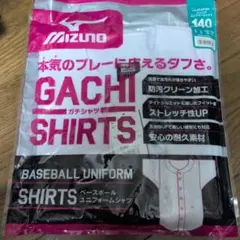 MIZUNO
140
本気のプレーに応えるタフさ。
GACHI
ガチシャツ
SHIRTS
防汚クリーン加工
ストレッチ性UP
安心の耐久素材
BASEBALL UNIFORM
SHIRTS
ベースボール
ユニフォームシャツ